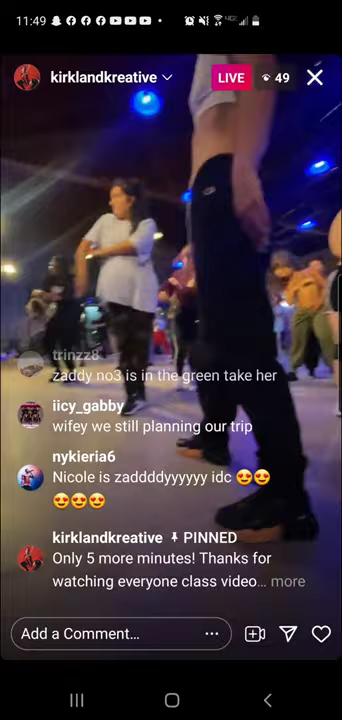 11:49
kirklandkreative
LIVE
49
trinzz8
zaddy no3 is in the green take her
iicy_gabby
wifey we still planning our trip
nykieria6
Nicole is zaddddyyyyyy idc 😍😍
😍😍😍
kirklandkreative PINNED
Only 5 more minutes! Thanks for
watching everyone class video... more
Add a Comment...